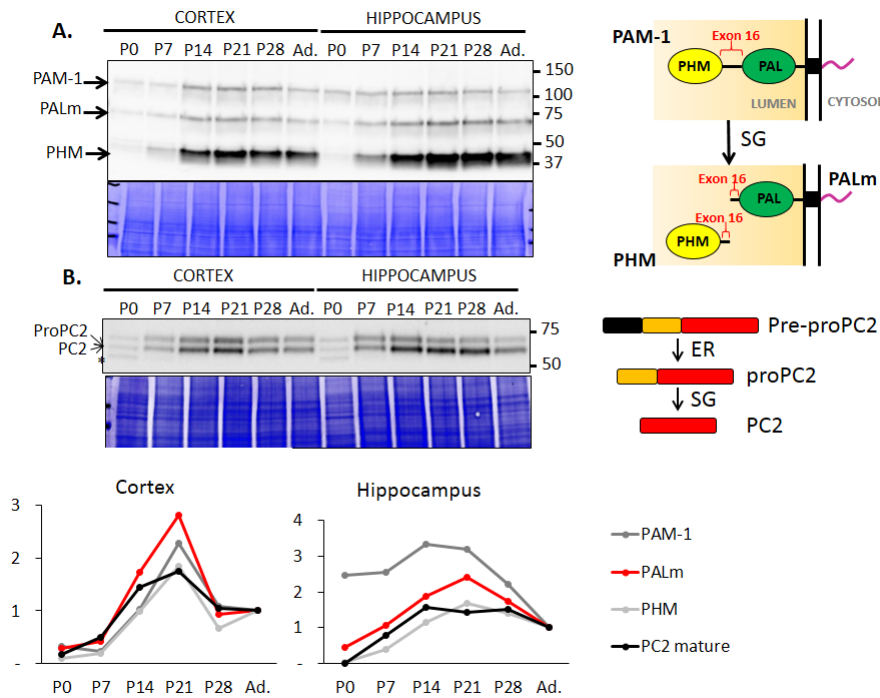 A.
CORTEX HIPPOCAMPUS
P0 P7 P14 P21 P28 Ad. P0 P7 P14 P21 P28 Ad.
PAM-1
PALm
PHM
150
100
75
50
37
PAM-1
Exon 16
PHM PAL
LUMEN CYTOSOL
SG
PALm
Exon 16
PAL
Exon 16
PHM
PHM
B.
CORTEX HIPPOCAMPUS
P0 P7 P14 P21 P28 Ad. P0 P7 P14 P21 P28 Ad.
ProPC2
PC2
*
75
50
Pre-proPC2
ER
proPC2
SG
PC2
Cortex
3
2
1
-
P0 P7 P14 P21 P28 Ad.
Hippocampus
4
3
2
1
-
P0 P7 P14 P21 P28 Ad.
PAM-1
PALm
PHM
PC2 mature